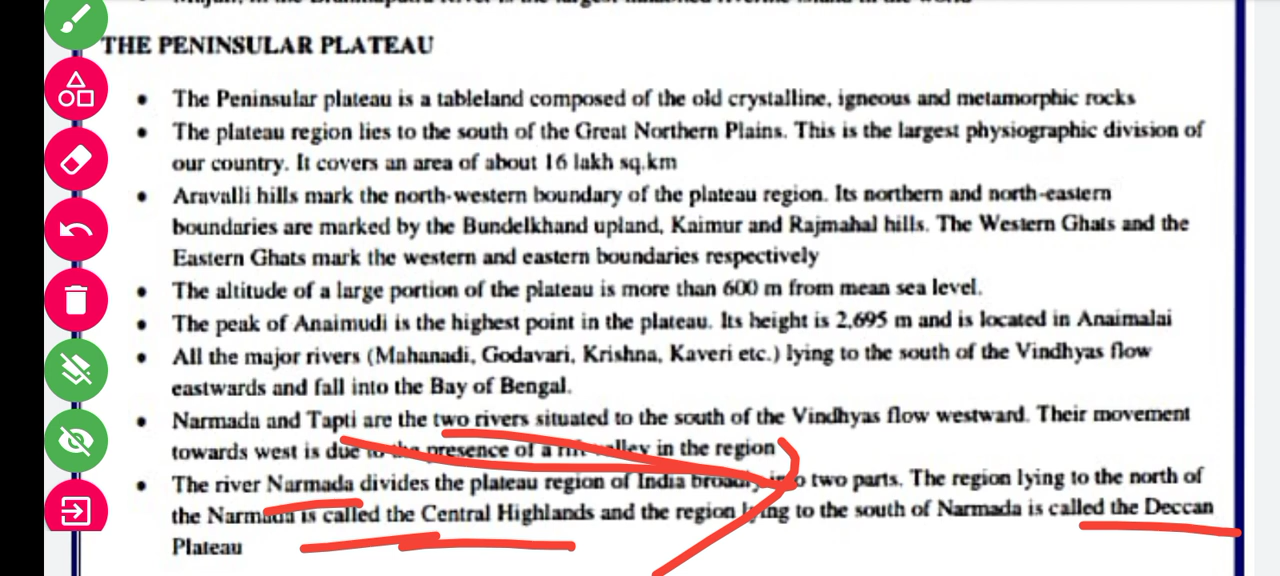 THE PENINSULAR PLATEAU
• The Peninsular plateau is a tableland composed of the old crystalline, igneous and metamorphic rocks
• The plateau region lies to the south of the Great Northern Plains. This is the largest physiographic division of
our country. It covers an area of about 16 lakh sq.km
• Aravalli hills mark the north-western boundary of the plateau region. Its northern and north-eastern
boundaries are marked by the Bundelkhand upland, Kaimur and Rajmahal hills. The Western Ghats and the
Eastern Ghats mark the western and eastern boundaries respectively
• The altitude of a large portion of the plateau is more than 600 m from mean sea level.
• The peak of Anaimudi is the highest point in the plateau. Its height is 2,695 m and is located in Anaimalai
• All the major rivers (Mahanadi, Godavari, Krishna, Kaveri etc.) lying to the south of the Vindhyas flow
eastwards and fall into the Bay of Bengal.
• Narmada and Tapti are the two rivers situated to the south of the Vindhyas flow westward. Their movement
towards west is due to the presence of a rift valley in the region
• The river Narmada divides the plateau region of India broadly into two parts. The region lying to the north of
the Narmada is called the Central Highlands and the region lying to the south of Narmada is called the Deccan
Plateau